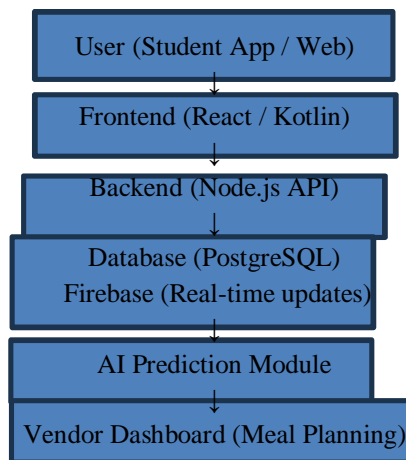 User (Student App / Web)
↓
Frontend (React / Kotlin)
↓
Backend (Node.js API)
↓
Database (PostgreSQL)
Firebase (Real-time updates)
↓
AI Prediction Module
↓
Vendor Dashboard (Meal Planning)